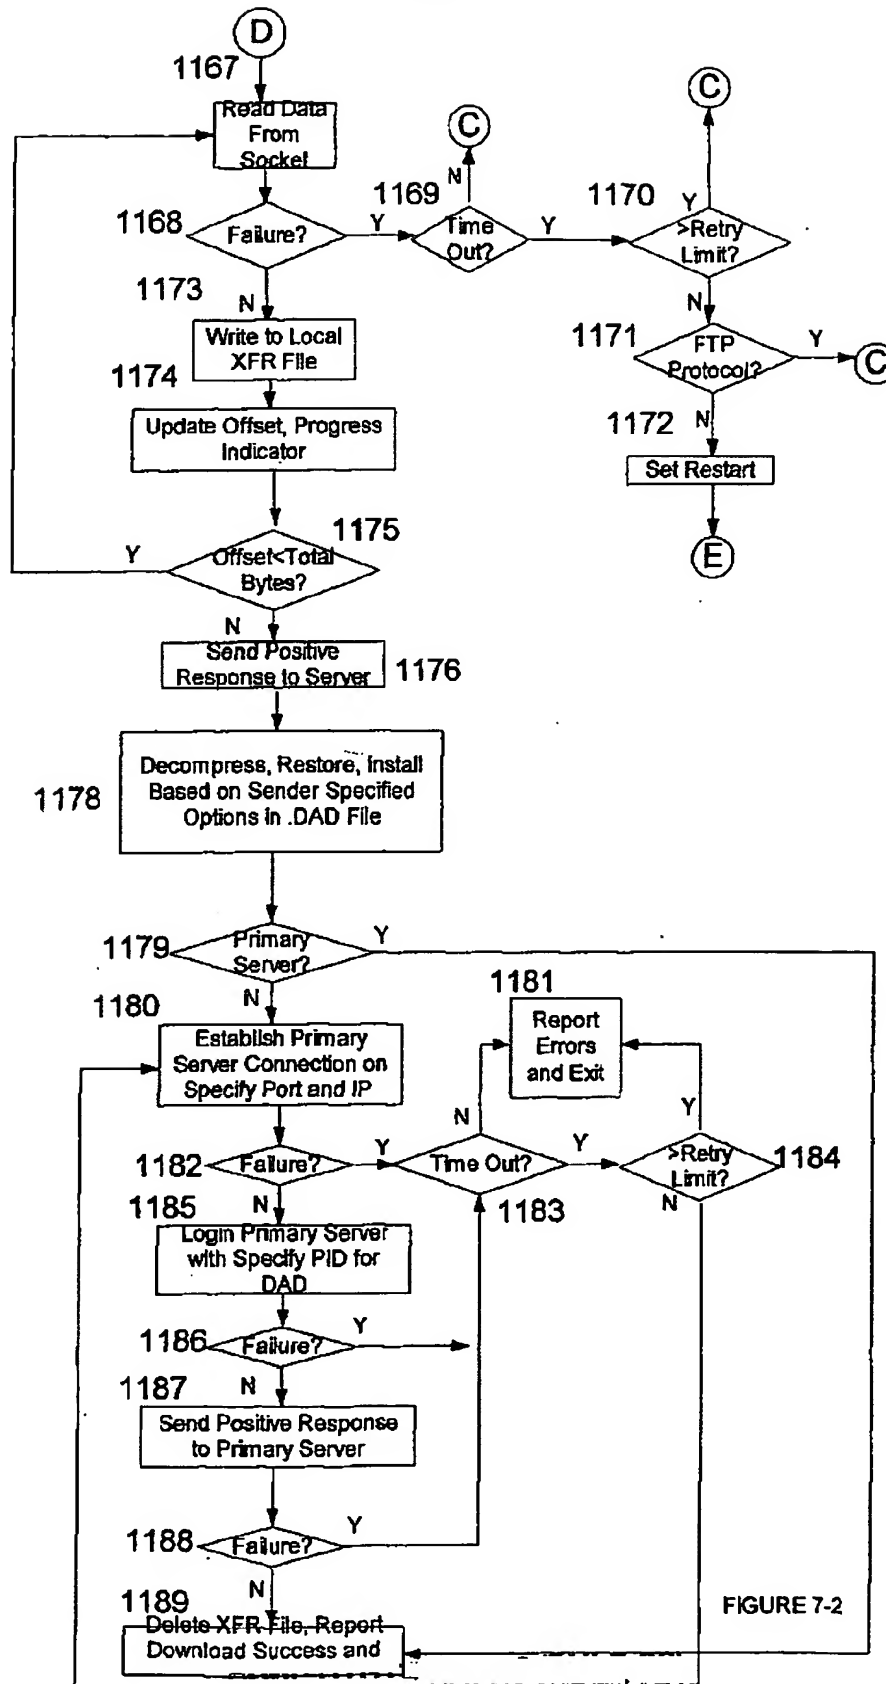 D
1167
Read Data
From
Socket
C
C
1168
Failure?
Y
1169
N
Time
Out?
Y
1170
Y
>Retry
Limit?
1173
N
N
Write to Local
XFR File
1171
FTP
Protocol?
Y
C
1174
Update Offset, Progress
Indicator
1172
N
Set Restart
1175
Y
Offset<Total
Bytes?
E
N
Send Positive
Response to Server
1176
1178
Decompress, Restore, Install
Based on Sender Specified
Options in .DAD File
1179
Primary
Server?
Y
1180
N
1181
Establish Primary
Server Connection on
Specify Port and IP
Report
Errors
and Exit
N
Y
1182
Failure?
Y
Time Out?
Y
>Retry
Limit?
1184
1185
N
1183
N
Login Primary Server
with Specify PID for
DAD
1186
Failure?
Y
1187
N
Send Positive Response
to Primary Server
1188
Failure?
Y
1189
N
FIGURE 7-2
Delete XFR File, Report
Download Success and